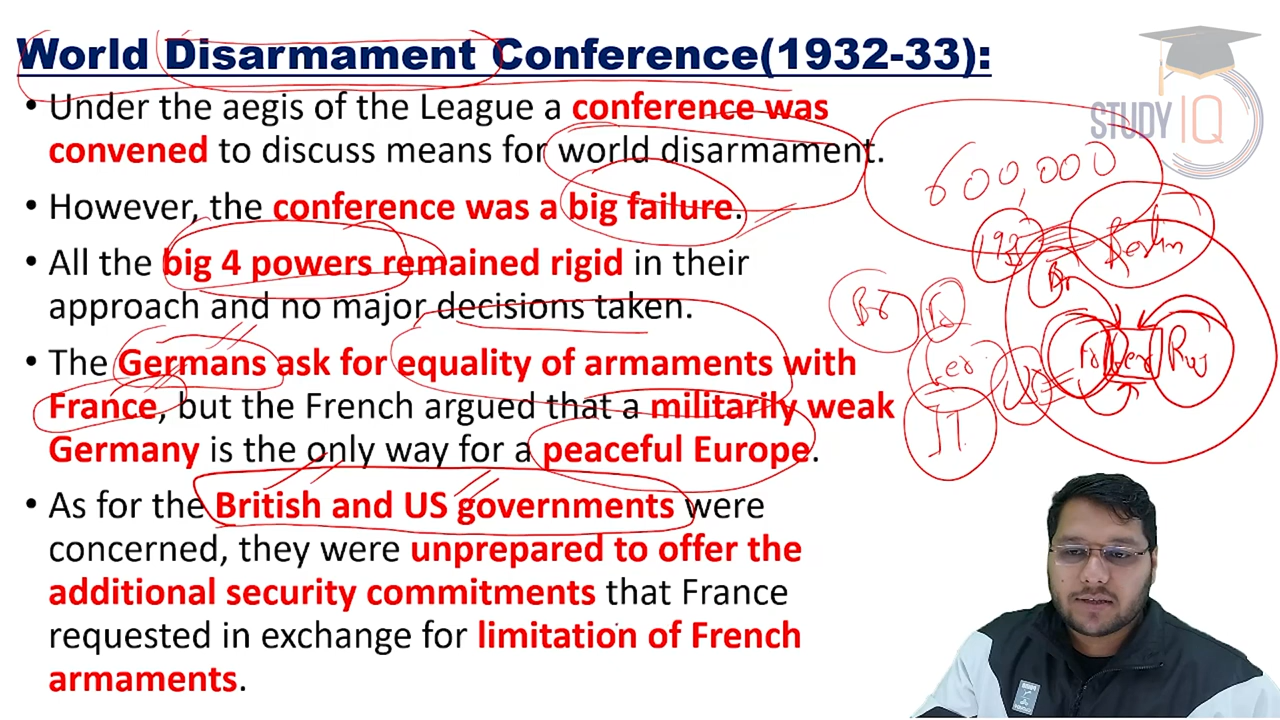 World Disarmament Conference(1932-33):
• Under the aegis of the League a conference was
convened to discuss means for world disarmament.
• However, the conference was a big failure.
• All the big 4 powers remained rigid in their
approach and no major decisions taken.
• The Germans ask for equality of armaments with
France, but the French argued that a militarily weak
Germany is the only way for a peaceful Europe.
• As for the British and US governments were
concerned, they were unprepared to offer the
additional security commitments that France
requested in exchange for limitation of French
armaments.
STUDY IQ
600,000
Berlin
Br
Br
Rus
IT